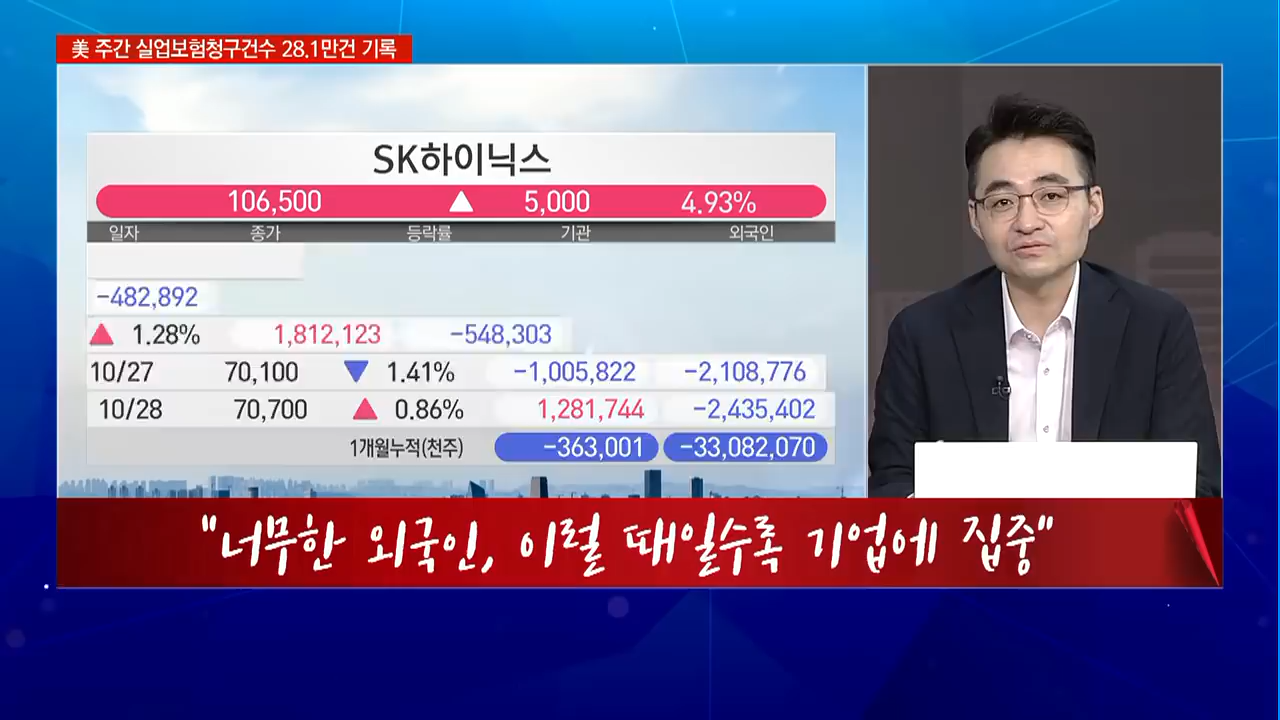 美 주간 실업보험청구건수 28.1만건 기록
SK하이닉스
106,500 ▲ 5,000 4.93%
일자 종가 등락률 기관 외국인
-482,892
▲ 1.28% 1,812,123 -548,303
10/27 70,100 ▼ 1.41% -1,005,822 -2,108,776
10/28 70,700 ▲ 0.86% 1,281,744 -2,435,402
1개월누적(천주) -363,001 -33,082,070
"너무한 외국인, 이럴 때일수록 기업에 집중"